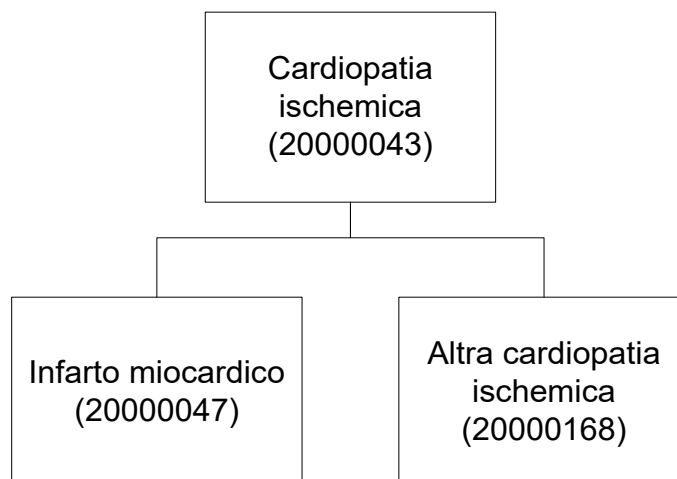 Cardiopatia
ischemica
(20000043)
Infarto miocardico
(20000047)
Altra cardiopatia
ischemica
(20000168)